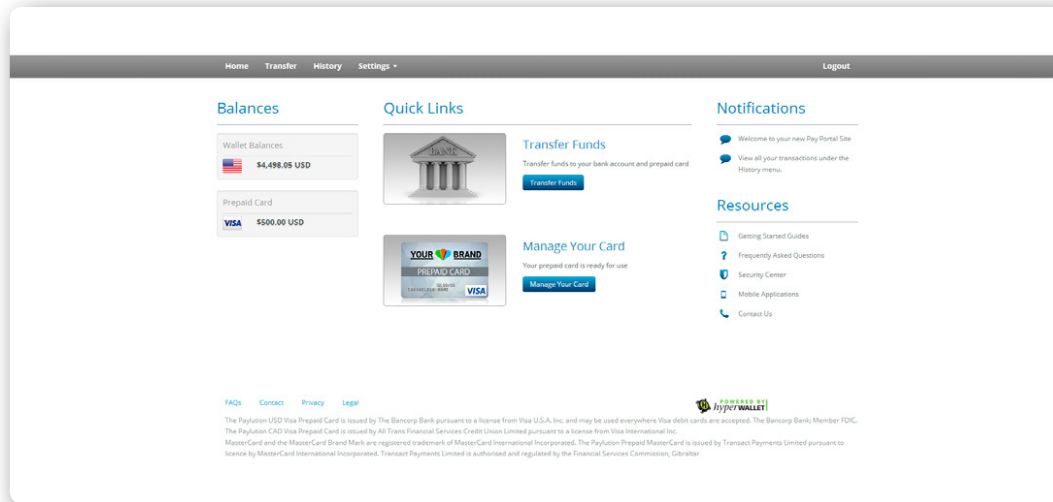 Home Transfer History Settings Logout
Balances
Wallet Balances
$4,498.05 USD
Prepaid Card
VISA $500.00 USD
Quick Links
BANK
Transfer Funds
Transfer funds to your bank account and prepaid card
Transfer Funds
YOUR BRAND
PREPAID CARD
VISA
Manage Your Card
Your prepaid card is ready for use
Manage Your Card
Notifications
Welcome to your new Pay Portal Site
View all your transactions under the
History menu.
Resources
Getting Started Guides
Frequently Asked Questions
Security Center
Mobile Applications
Contact Us
FAQs Contact Privacy Legal
POWERED BY
hyperWALLET
The Paylution USD Visa Prepaid Card is issued by The Bancorp Bank pursuant to a license from Visa U.S.A. Inc. and may be used everywhere Visa debit cards are accepted. The Bancorp Bank; Member FDIC.
The Paylution CAD Visa Prepaid Card is issued by All Trans Financial Services Credit Union Limited pursuant to a license from Visa International Inc.
MasterCard and the MasterCard Brand Mark are registered trademark of MasterCard International Incorporated. The Paylution Prepaid MasterCard is issued by Transact Payments Limited pursuant to
licence by MasterCard International Incorporated. Transact Payments Limited is authorised and regulated by the Financial Services Commission, Gibraltar